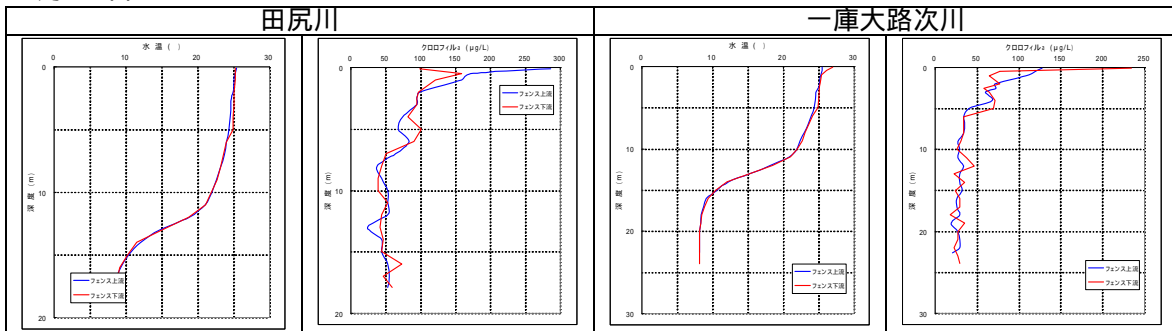 田尻川
一庫大路次川
水 温 ( )
0 10 20 30
0
10
20
深 度 (m)
フェンス上流
フェンス下流
クロロフィルa (μg/L)
0 50 100 150 200 250 300
0
10
20
深 度 (m)
フェンス上流
フェンス下流
水 温 ( )
0 10 20 30
0
10
20
30
深 度 (m)
フェンス上流
フェンス下流
クロロフィルa (μg/L)
0 50 100 150 200 250
0
10
20
30
深 度 (m)
フェンス上流
フェンス下流